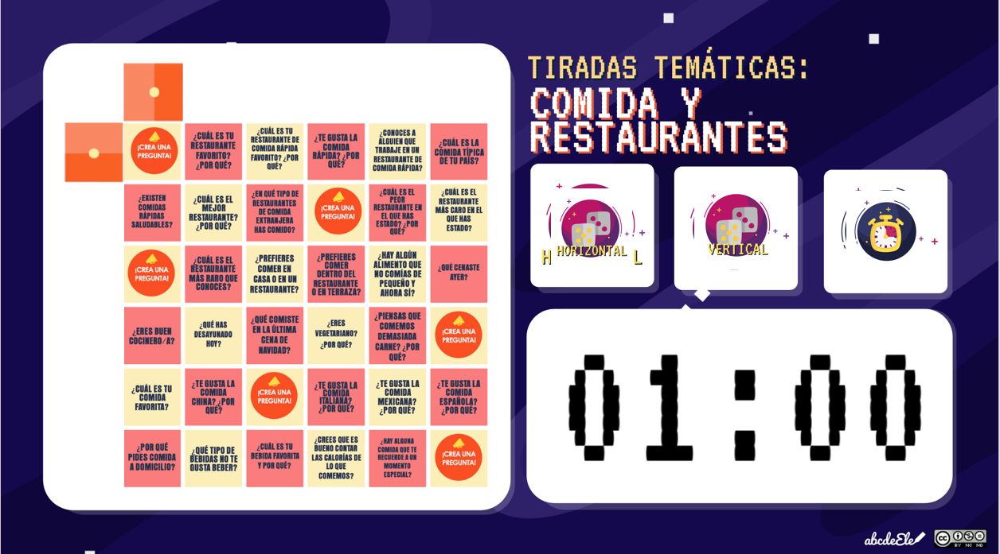 TIRADAS TEMÁTICAS:
COMIDA Y
RESTAURANTES
¡CREA UNA
PREGUNTA!
¿CUÁL ES TU
RESTAURANTE
FAVORITO?
¿POR QUÉ?
¿CUÁL ES TU
RESTAURANTE DE
COMIDA RÁPIDA
FAVORITO? ¿POR
QUÉ?
¿TE GUSTA LA
COMIDA
RÁPIDA? ¿POR
QUÉ?
¿CONOCES A
ALGUIEN QUE
TRABAJE EN UN
RESTAURANTE DE
COMIDA RÁPIDA?
¿CUÁL ES LA
COMIDA TÍPICA
DE TU PAÍS?
¿EXISTEN
COMIDAS
RÁPIDAS
SALUDABLES?
¿CUÁL ES EL
MEJOR
RESTAURANTE?
¿POR QUÉ?
¿EN QUÉ TIPO DE
RESTAURANTES
DE COMIDA
EXTRANJERA
HAS COMIDO?
¡CREA UNA
PREGUNTA!
¿CUÁL ES EL
PEOR
RESTAURANTE EN
EL QUE HAS
ESTADO? ¿POR
QUÉ?
¿CUÁL ES EL
RESTAURANTE
MÁS CARO EN EL
QUE HAS
ESTADO?
¡CREA UNA
PREGUNTA!
¿CUÁL ES EL
RESTAURANTE
MÁS RARO QUE
CONOCES?
¿PREFIERES
COMER EN
CASA O EN UN
RESTAURANTE?
¿PREFIERES
COMER
DENTRO DEL
RESTAURANTE
O EN TERRAZA?
¿HAY ALGÚN
ALIMENTO QUE
NO COMÍAS DE
PEQUEÑO Y
AHORA SÍ?
¿QUÉ CENASTE
AYER?
¿ERES BUEN
COCINERO/A?
¿QUÉ HAS
DESAYUNADO
HOY?
¿QUÉ COMISTE
EN LA ÚLTIMA
CENA DE
NAVIDAD?
¿ERES
VEGETARIANO?
¿POR QUÉ?
¿PIENSAS QUE
COMEMOS
DEMASIADA
CARNE? ¿POR
QUÉ?
¡CREA UNA
PREGUNTA!
¿CUÁL ES TU
COMIDA
FAVORITA?
¿TE GUSTA LA
COMIDA
CHINA? ¿POR
QUÉ?
¡CREA UNA
PREGUNTA!
¿TE GUSTA LA
COMIDA
ITALIANA?
¿POR QUÉ?
¿TE GUSTA LA
COMIDA
MEXICANA?
¿POR QUÉ?
¿TE GUSTA LA
COMIDA
ESPAÑOLA?
¿POR QUÉ?
¿POR QUÉ
PIDES COMIDA
A DOMICILIO?
¿QUÉ TIPO DE
BEBIDAS NO TE
GUSTA BEBER?
¿CUÁL ES TU
BEBIDA FAVORITA
Y POR QUÉ?
¿CREES QUE ES
BUENO CONTAR
LAS CALORÍAS DE
LO QUE
COMEMOS?
¿HAY ALGUNA
COMIDA QUE TE
RECUERDE A UN
MOMENTO
ESPECIAL?
¡CREA UNA
PREGUNTA!
H HORIZONTAL L
VERTICAL
01:00
abcdeEle
CC BY NC ND